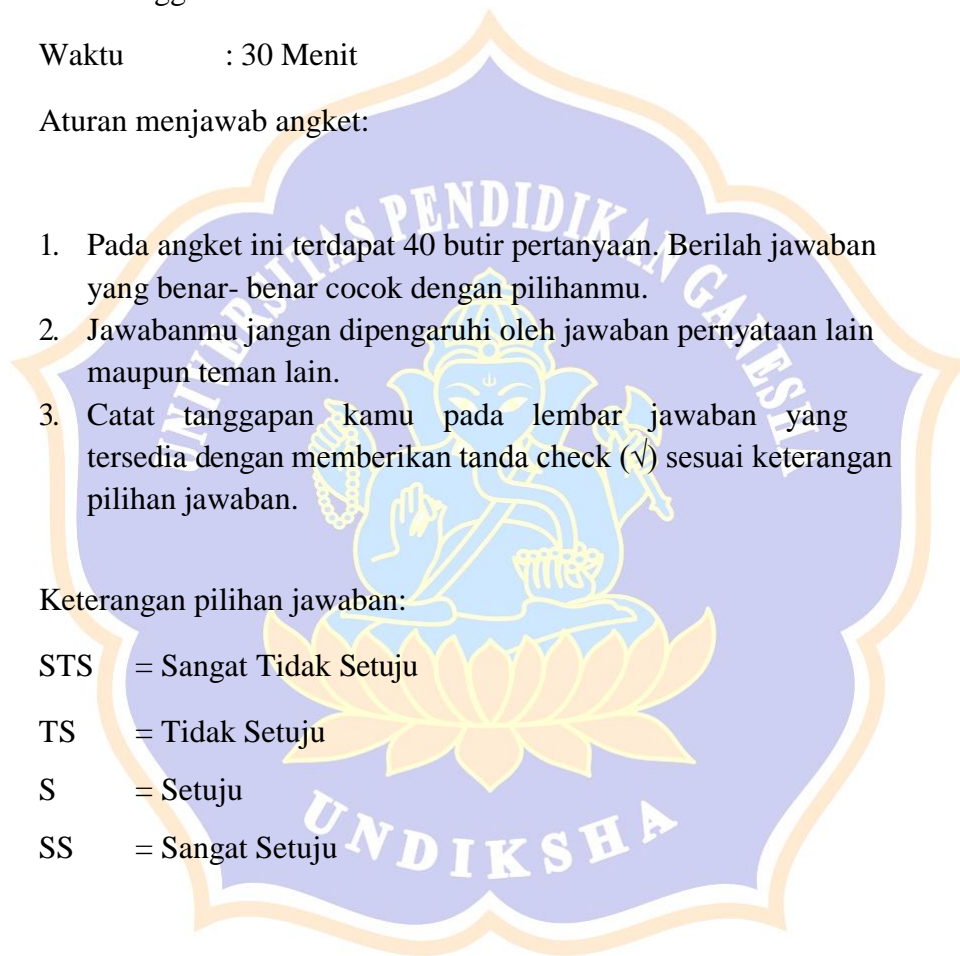 Waktu : 30 Menit
Aturan menjawab angket:
1. Pada angket ini terdapat 40 butir pertanyaan. Berilah jawaban
yang benar- benar cocok dengan pilihanmu.
2. Jawabanmu jangan dipengaruhi oleh jawaban pernyataan lain
maupun teman lain.
3. Catat tanggapan kamu pada lembar jawaban yang
tersedia dengan memberikan tanda check (√) sesuai keterangan
pilihan jawaban.
Keterangan pilihan jawaban:
STS = Sangat Tidak Setuju
TS = Tidak Setuju
S = Setuju
SS = Sangat Setuju
UNIVERSITAS PENDIDIKAN GANESHA
UNDIKSHA